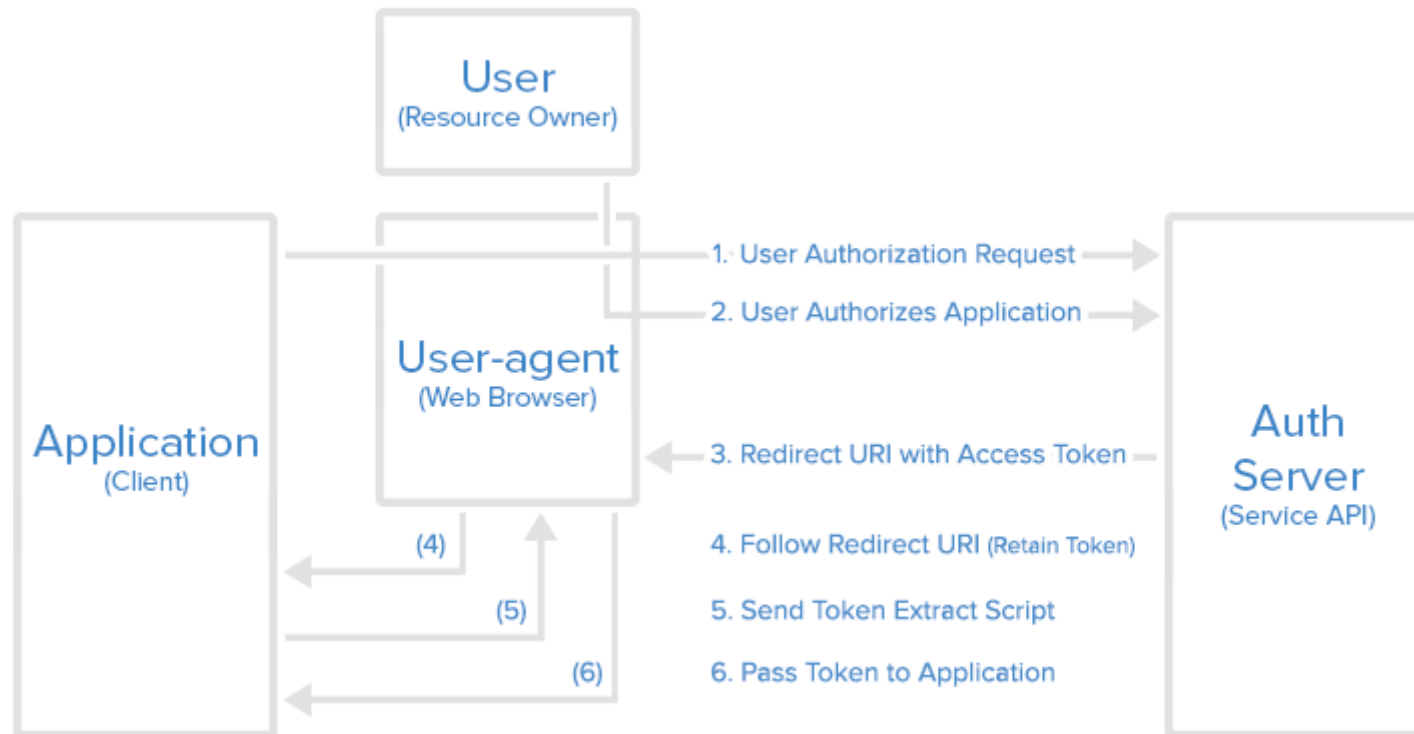 User
(Resource Owner)
1. User Authorization Request
2. User Authorizes Application
User-agent
(Web Browser)
Application
(Client)
3. Redirect URI with Access Token
Auth
Server
(Service API)
(4)
4. Follow Redirect URI (Retain Token)
(5)
5. Send Token Extract Script
(6)
6. Pass Token to Application